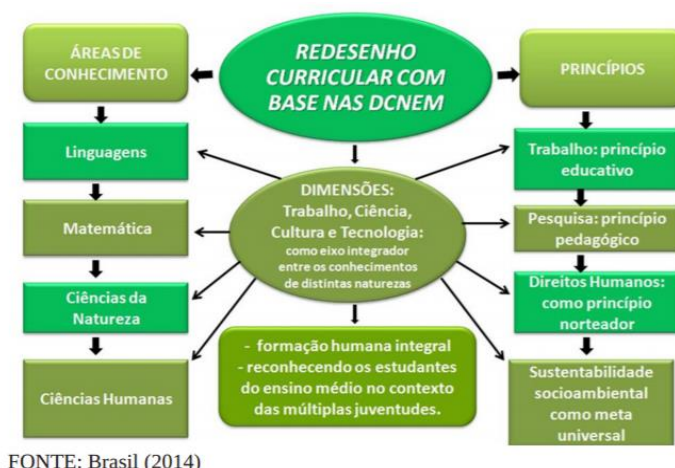 ÁREAS DE
CONHECIMENTO
REDESENHO
CURRICULAR COM
BASE NAS DCNEM
PRINCÍPIOS
Linguagens
Matemática
Ciências da
Natureza
Ciências Humanas
DIMENSÕES:
Trabalho, Ciência,
Cultura e Tecnologia:
como eixo integrador
entre os conhecimentos
de distintas naturezas
- formação humana integral
- reconhecendo os estudantes
do ensino médio no contexto
das múltiplas juventudes.
Trabalho: princípio
educativo
Pesquisa: princípio
pedagógico
Direitos Humanos:
como princípio
norteador
Sustentabilidade
socioambiental
como meta
universal
FONTE: Brasil (2014)